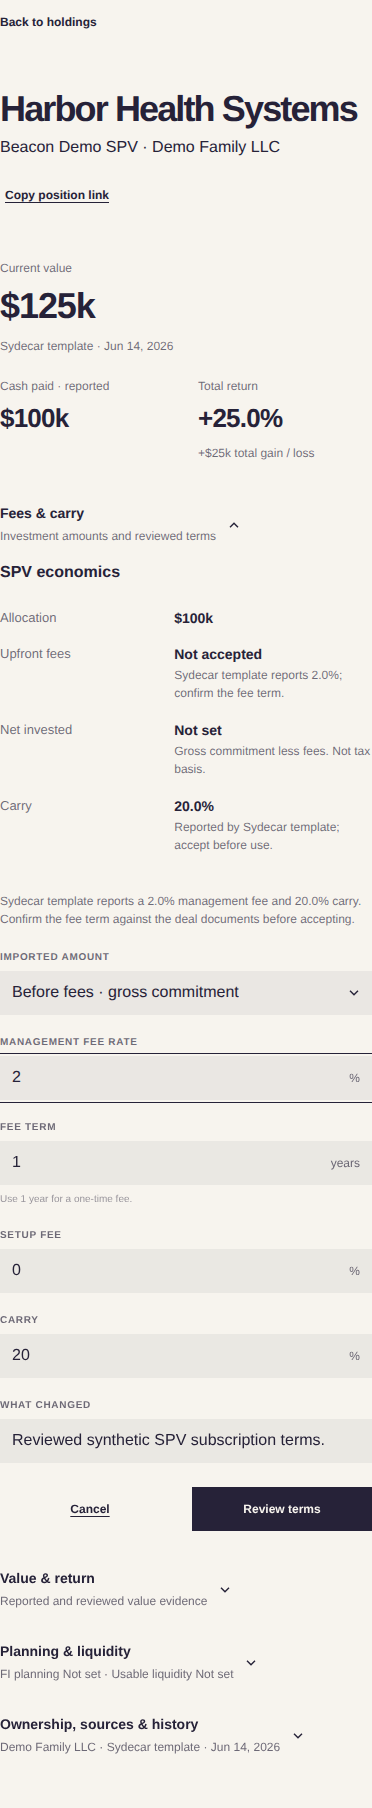 Back to holdings
Harbor Health Systems
Beacon Demo SPV · Demo Family LLC
Copy position link
Current value
$125k
Sydecar template · Jun 14, 2026
Cash paid · reported
$100k
Total return
+25.0%
+$25k total gain / loss
Fees & carry
Investment amounts and reviewed terms
SPV economics
Allocation
$100k
Upfront fees
Not accepted
Sydecar template reports 2.0%;
confirm the fee term.
Net invested
Not set
Gross commitment less fees. Not tax
basis.
Carry
20.0%
Reported by Sydecar template;
accept before use.
Sydecar template reports a 2.0% management fee and 20.0% carry.
Confirm the fee term against the deal documents before accepting.
IMPORTED AMOUNT
Before fees · gross commitment
MANAGEMENT FEE RATE
2 %
FEE TERM
1 years
Use 1 year for a one-time fee.
SETUP FEE
0 %
CARRY
20 %
WHAT CHANGED
Reviewed synthetic SPV subscription terms.
Cancel
Review terms
Value & return
Reported and reviewed value evidence
Planning & liquidity
FI planning Not set · Usable liquidity Not set
Ownership, sources & history
Demo Family LLC · Sydecar template · Jun 14, 2026